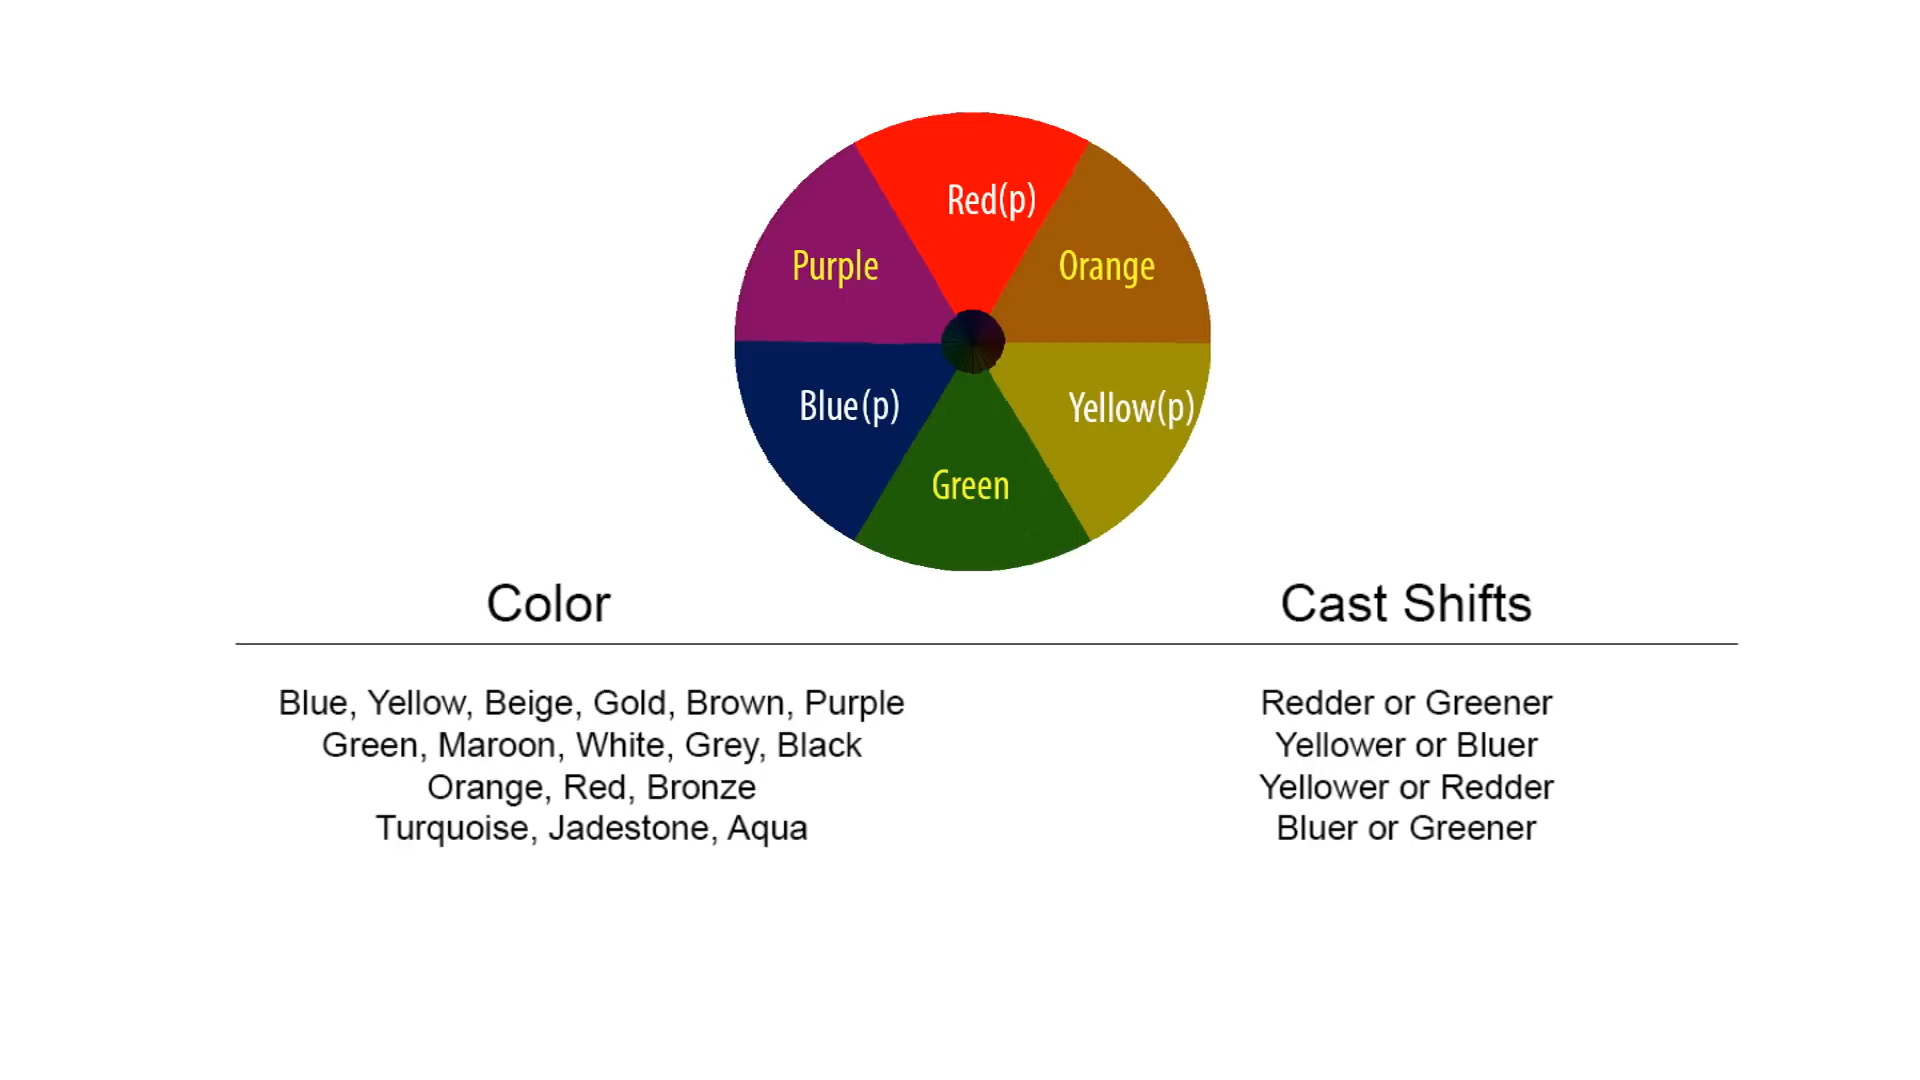 Red(p)
Purple
Orange
Blue(p)
Yellow(p)
Green
Color
Cast Shifts
Blue, Yellow, Beige, Gold, Brown, Purple
Redder or Greener
Green, Maroon, White, Grey, Black
Yellower or Bluer
Orange, Red, Bronze
Yellower or Redder
Turquoise, Jadestone, Aqua
Bluer or Greener